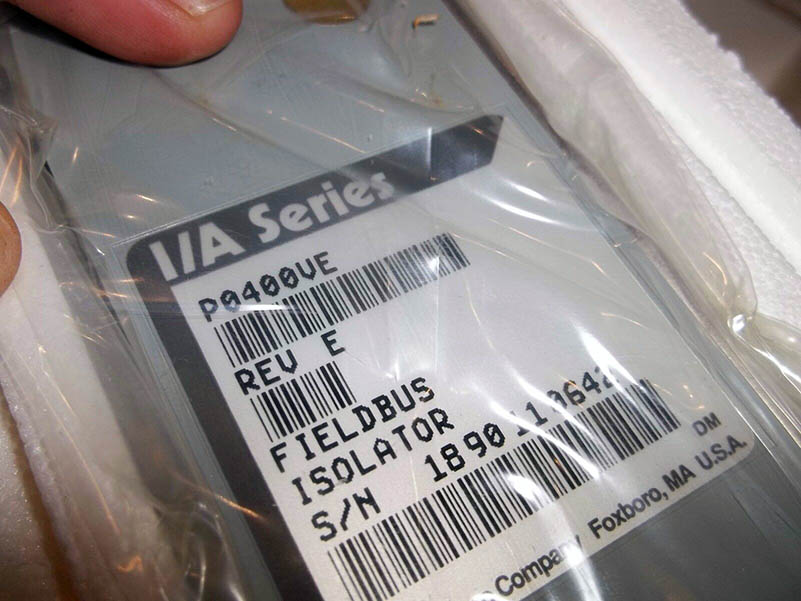 I/A Series
P0400VE
REV E
FIELDBUS
ISOLATOR
S/N 1890
DM
Company Foxboro, MA U.S.A.